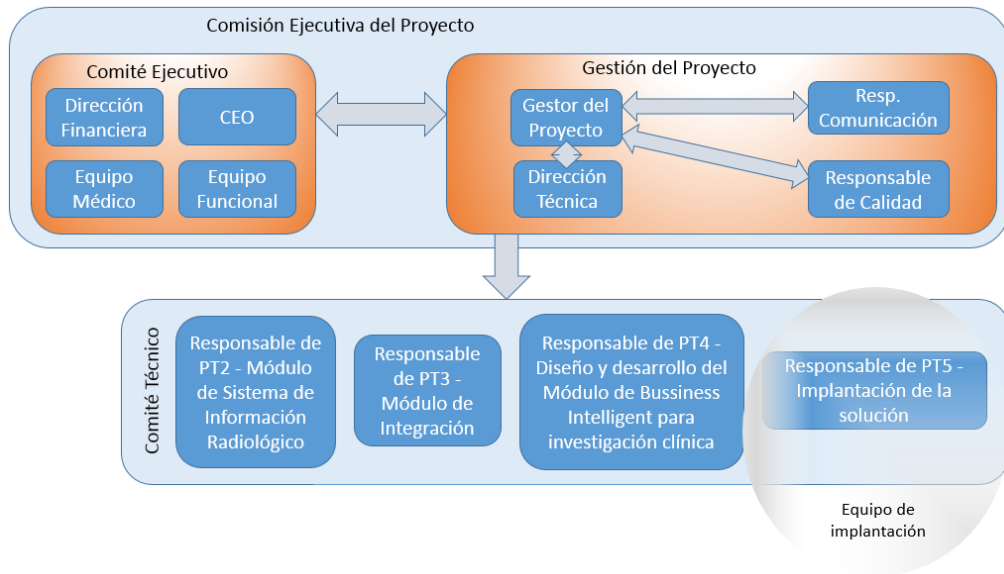 Comisión Ejecutiva del Proyecto
Comité Ejecutivo
Dirección
Financiera
CEO
Equipo
Médico
Equipo
Funcional
Gestión del Proyecto
Gestor del
Proyecto
Resp.
Comunicación
Dirección
Técnica
Responsable
de Calidad
Comité Técnico
Responsable de
PT2 - Módulo
de Sistema de
Información
Radiológico
Responsable
de PT3 -
Módulo de
Integración
Responsable de PT4 -
Diseño y desarrollo del
Módulo de Bussiness
Intelligent para
investigación clínica
Responsable de PT5 -
Implantación de la
solución
Equipo de
implantación